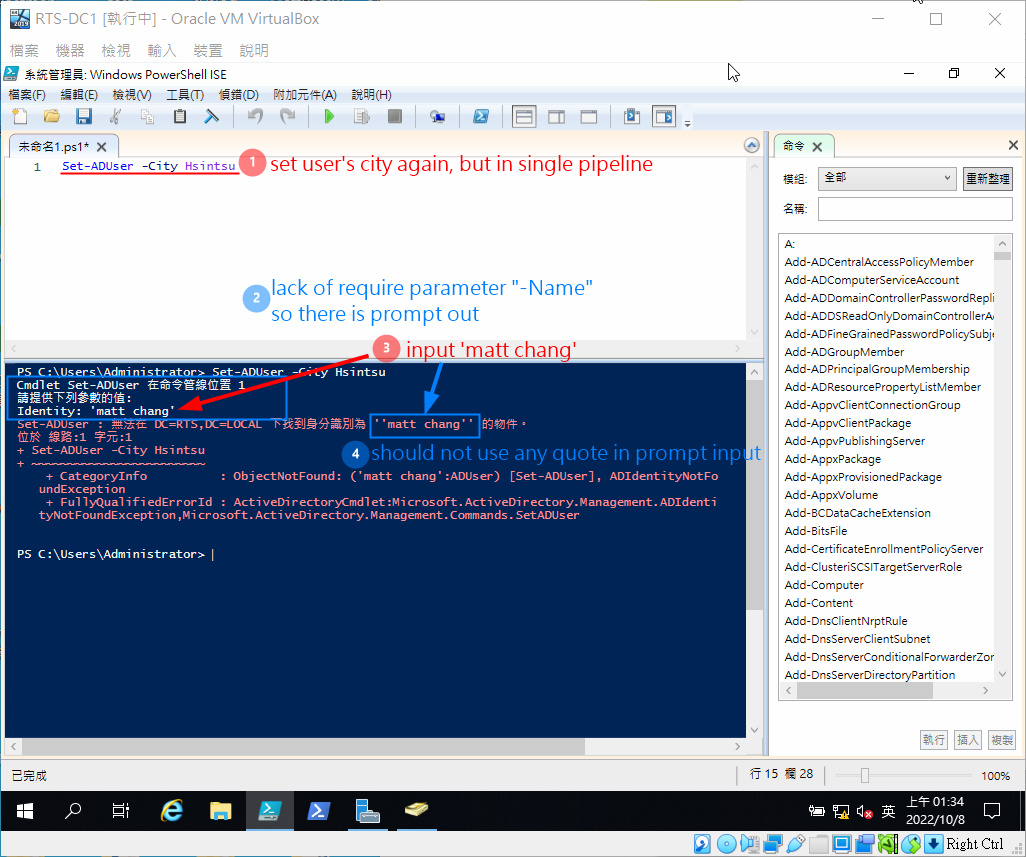 RTS-DC1 [執行中] - Oracle VM VirtualBox
檔案 機器 檢視 輸入 裝置 說明
系統管理員: Windows PowerShell ISE
檔案(F) 編輯(E) 檢視(V) 工具(T) 偵錯(D) 附加元件(A) 說明(H)
未命名1.ps1*
1 Set-ADUser -City Hsintsu
1 set user's city again, but in single pipeline
2 lack of require parameter "-Name"
so there is prompt out
3 input 'matt chang'
PS C:\Users\Administrator> Set-ADUser -City Hsintsu
Cmdlet Set-ADUser 在命令管線位置 1
請提供下列參數的值:
Identity: 'matt chang'
Set-ADUser : 無法在 DC=RTS,DC=LOCAL 下找到身分識別為 ''matt chang'' 的物件。
位於 線路:1 字元:1
4 should not use any quote in prompt input
+ Set-ADUser -City Hsintsu
+ ~~~~~~~~~~~~~~~~~~~~~~~~
+ CategoryInfo : ObjectNotFound: ('matt chang':ADUser) [Set-ADUser], ADIdentityNotFo
undException
+ FullyQualifiedErrorId : ActiveDirectoryCmdlet:Microsoft.ActiveDirectory.Management.ADIdenti
tyNotFoundException,Microsoft.ActiveDirectory.Management.Commands.SetADUser
PS C:\Users\Administrator>
命令
模組: 全部 重新整理
名稱:
A:
Add-ADCentralAccessPolicyMember
Add-ADComputerServiceAccount
Add-ADDomainControllerPasswordRepli
Add-ADDSReadOnlyDomainControllerA
Add-ADFineGrainedPasswordPolicySubj
Add-ADGroupMember
Add-ADPrincipalGroupMembership
Add-ADResourcePropertyListMember
Add-AppvClientConnectionGroup
Add-AppvClientPackage
Add-AppvPublishingServer
Add-AppxPackage
Add-AppxProvisionedPackage
Add-AppxVolume
Add-BCDataCacheExtension
Add-BitsFile
Add-CertificateEnrollmentPolicyServer
Add-ClusteriSCSITargetServerRole
Add-Computer
Add-Content
Add-DnsClientNrptRule
Add-DnsServerClientSubnet
Add-DnsServerConditionalForwarderZor
Add-DnsServerDirectoryPartition
執行 插入 複製
已完成
行 15 欄 28
100%
英
上午 01:34
2022/10/8
Right Ctrl